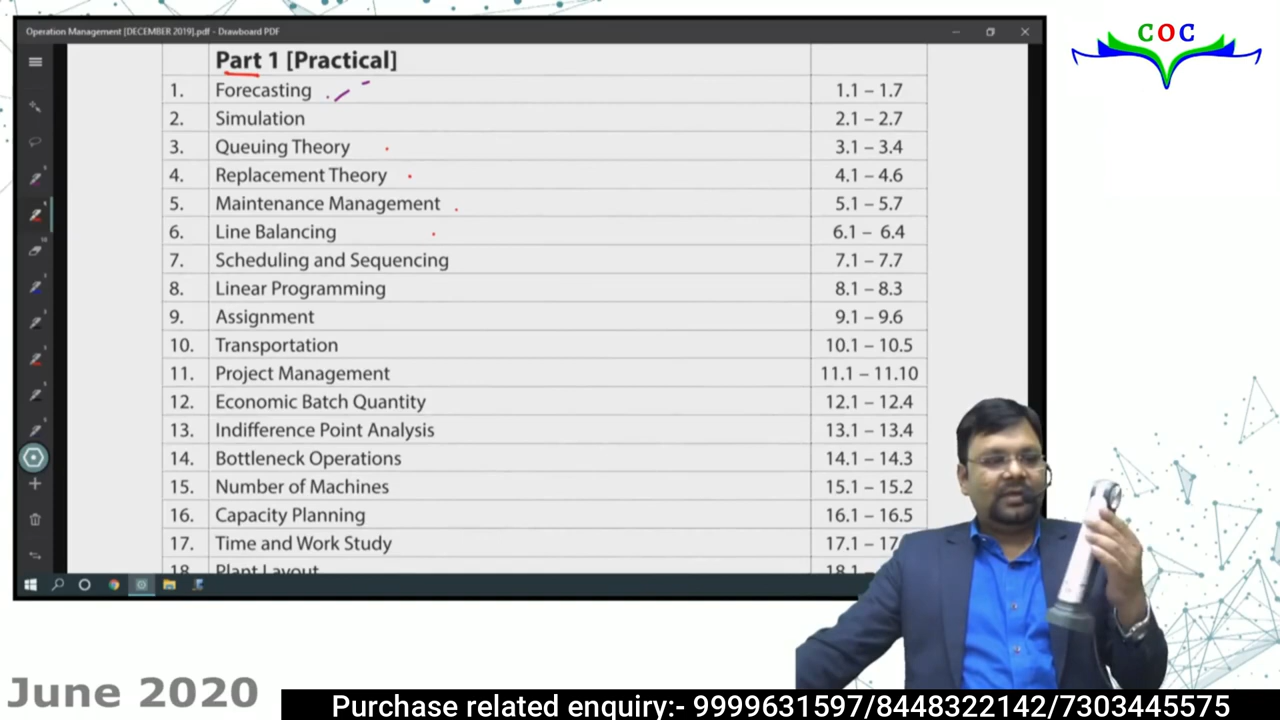 Operation Management [DECEMBER 2019].pdf - Drawboard PDF
COC
Part 1 [Practical]
1. Forecasting 1.1 – 1.7
2. Simulation 2.1 – 2.7
3. Queuing Theory 3.1 – 3.4
4. Replacement Theory 4.1 – 4.6
5. Maintenance Management 5.1 – 5.7
6. Line Balancing 6.1 – 6.4
7. Scheduling and Sequencing 7.1 – 7.7
8. Linear Programming 8.1 – 8.3
9. Assignment 9.1 – 9.6
10. Transportation 10.1 – 10.5
11. Project Management 11.1 – 11.10
12. Economic Batch Quantity 12.1 – 12.4
13. Indifference Point Analysis 13.1 – 13.4
14. Bottleneck Operations 14.1 – 14.3
15. Number of Machines 15.1 – 15.2
16. Capacity Planning 16.1 – 16.5
17. Time and Work Study 17.1 – 17
18. Plant Layout 18.1
June 2020
Purchase related enquiry:- 9999631597/8448322142/7303445575